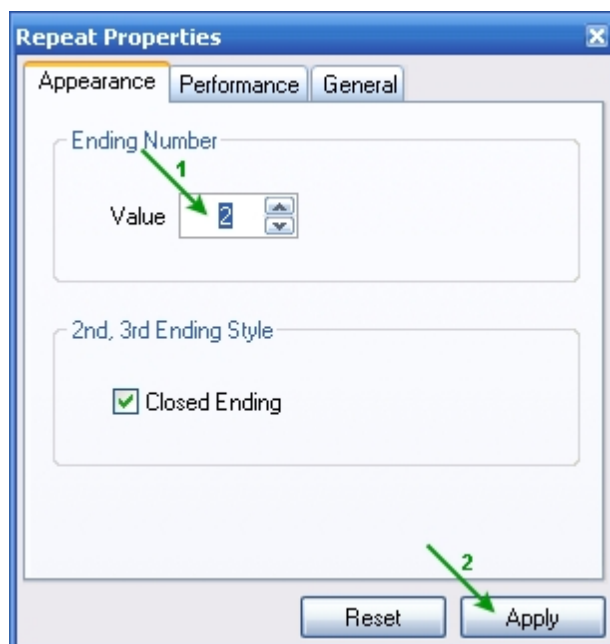 Repeat Properties
Appearance Performance General
Ending Number
1
Value 2
2nd, 3rd Ending Style
Closed Ending
2
Reset Apply